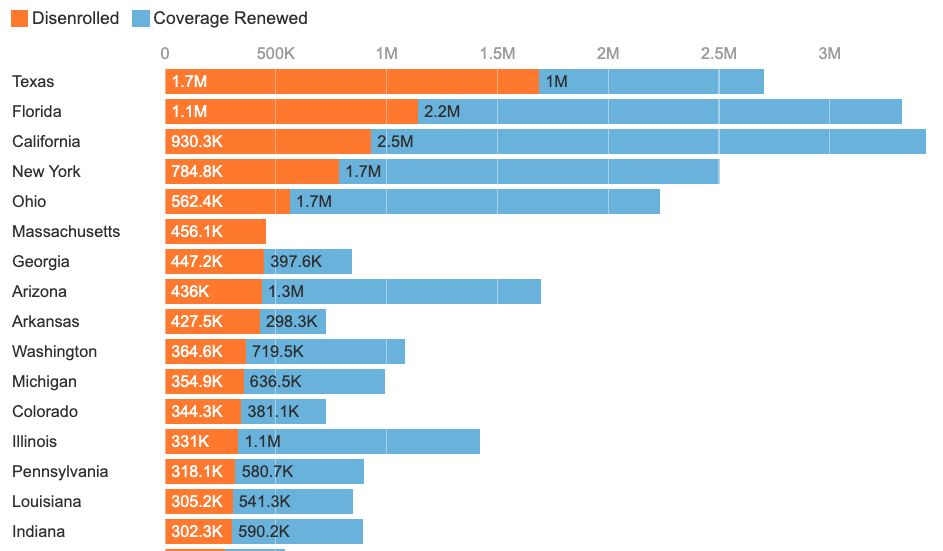 Disenrolled Coverage Renewed
0 500K 1M 1.5M 2M 2.5M 3M
Texas 1.7M 1M
Florida 1.1M 2.2M
California 930.3K 2.5M
New York 784.8K 1.7M
Ohio 562.4K 1.7M
Massachusetts 456.1K
Georgia 447.2K 397.6K
Arizona 436K 1.3M
Arkansas 427.5K 298.3K
Washington 364.6K 719.5K
Michigan 354.9K 636.5K
Colorado 344.3K 381.1K
Illinois 331K 1.1M
Pennsylvania 318.1K 580.7K
Louisiana 305.2K 541.3K
Indiana 302.3K 590.2K